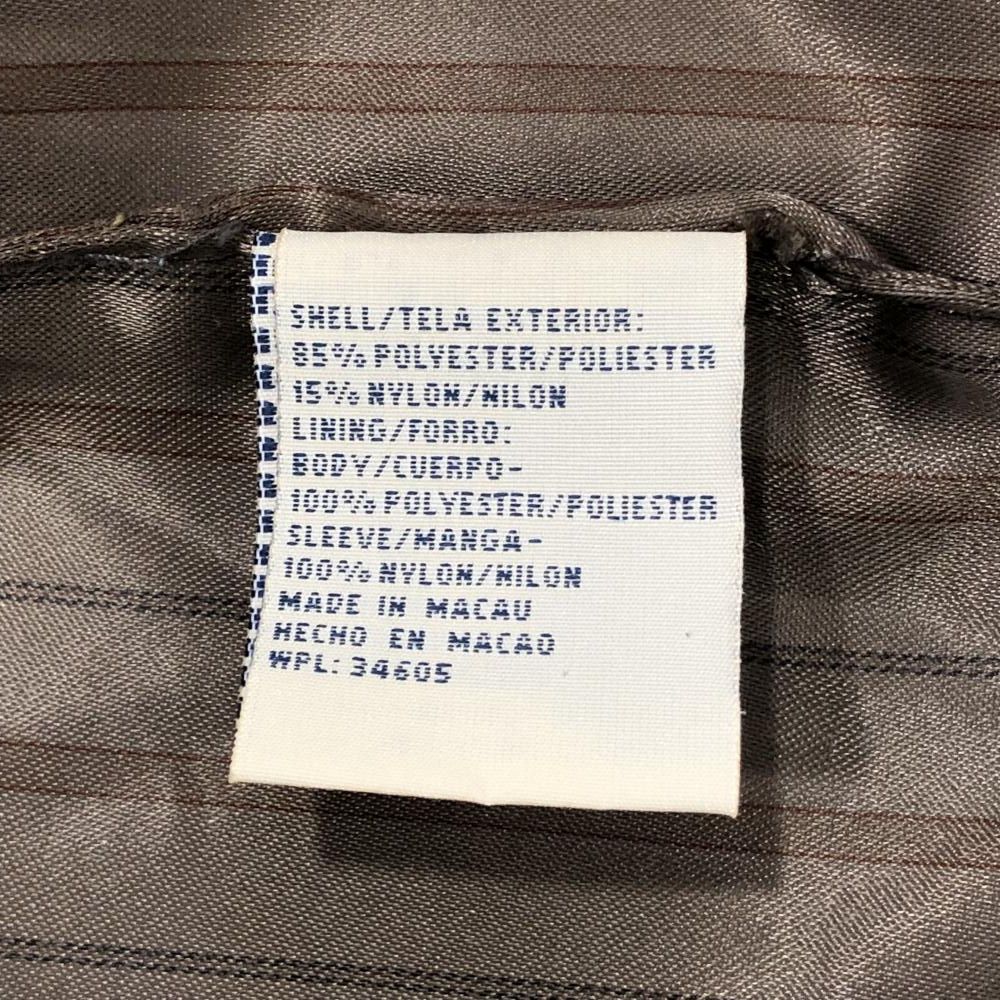 SHELL/TELA EXTERIOR:
85% POLYESTER/POLIESTER
15% NYLON/NILON
LINING/FORRO:
BODY/CUERPO-
100% POLYESTER/POLIESTER
SLEEVE/MANGA-
100% NYLON/NILON
MADE IN MACAU
HECHO EN MACAO
WPL: 34605